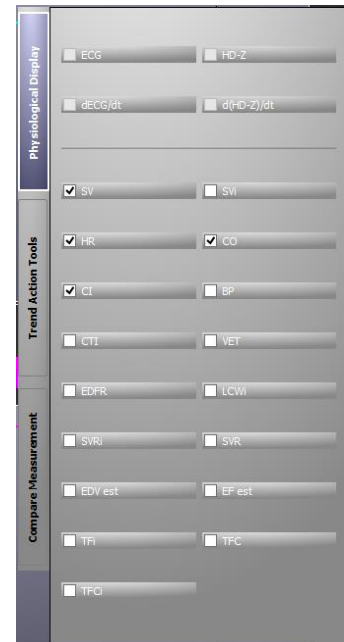 Physiological Display
Trend Action Tools
Compare Measurement
ECG HD-Z
dECG/dt d(HD-Z)/dt
SV SVi
HR CO
CI BP
CTI VET
EDFR LCWi
SVRi SVR
EDV est EF est
TFi TFC
TFCi